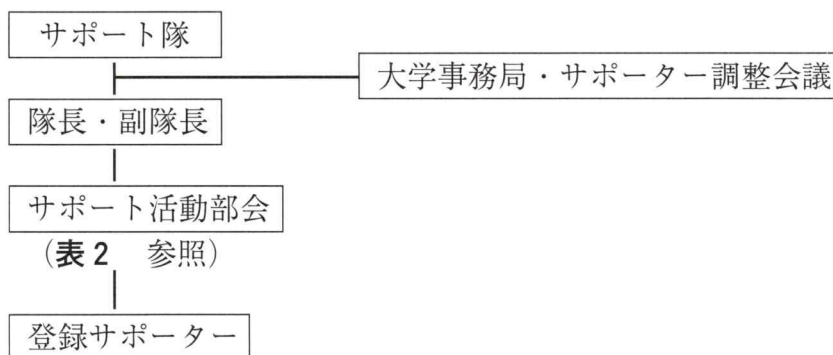 サポート隊
大学事務局・サポーター調整会議
隊長・副隊長
サポート活動部会
(表2　参照)
登録サポーター